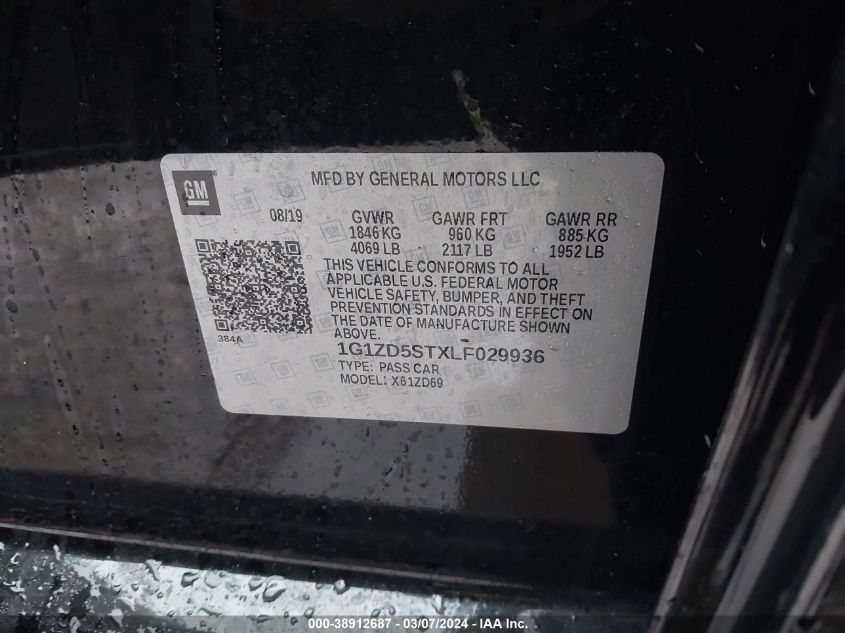 GM
MFD BY GENERAL MOTORS LLC
08/19 GVWR GAWR FRT GAWR RR
1846 KG 960 KG 885 KG
4069 LB 2117 LB 1952 LB
THIS VEHICLE CONFORMS TO ALL
APPLICABLE U.S. FEDERAL MOTOR
VEHICLE SAFETY, BUMPER, AND THEFT
PREVENTION STANDARDS IN EFFECT ON
THE DATE OF MANUFACTURE SHOWN
ABOVE.
384A
1G1ZD5STXLF029936
TYPE: PASS CAR
MODEL: X61ZD69
000-38912687 - 03/07/2024 - IAA Inc.